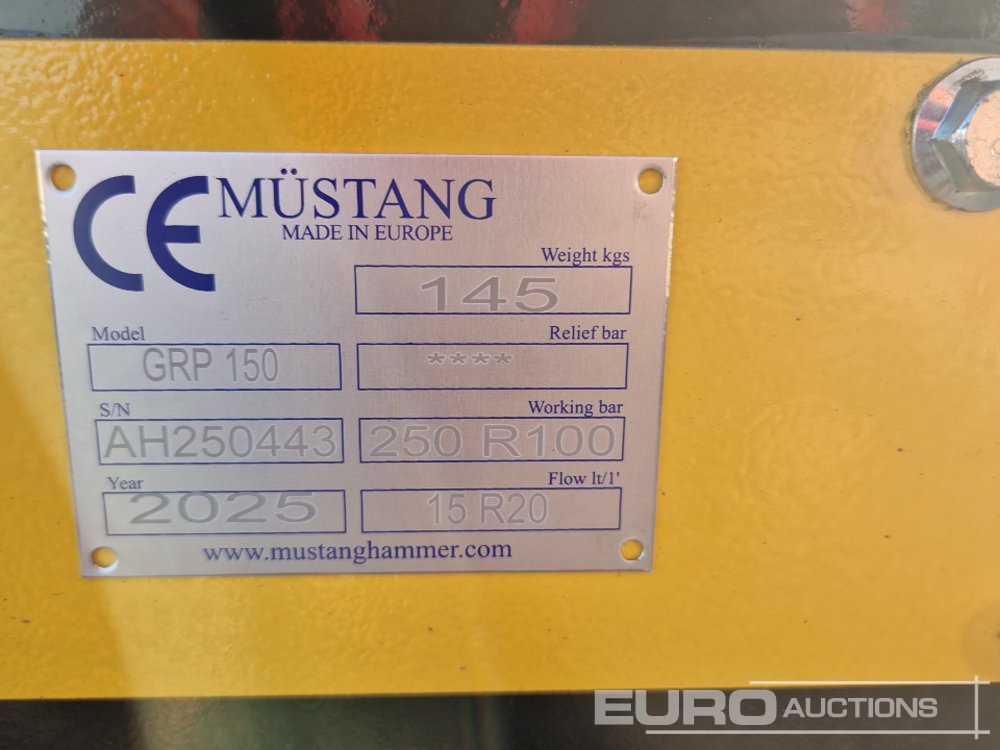 CE MÜSTANG
MADE IN EUROPE
Weight kgs
145
Model
GRP 150
Relief bar
****
S/N
AH250443
Working bar
250 R100
Year
2025
Flow lt/1'
15 R20
www.mustanghammer.com
EURO AUCTIONS